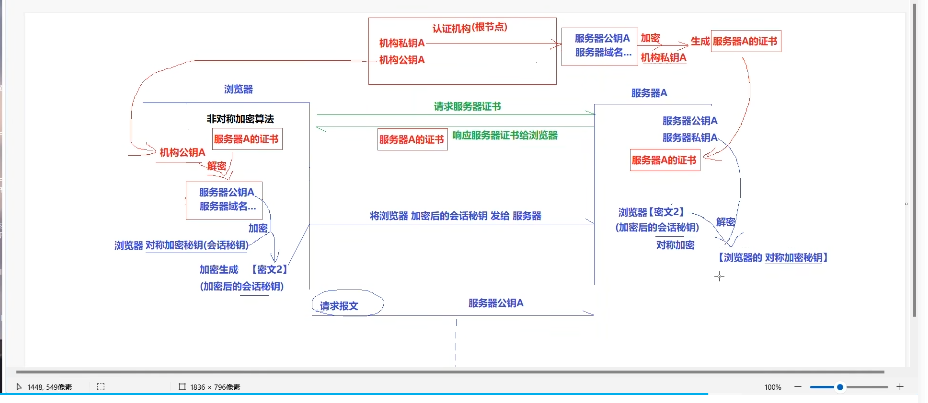 认证机构(根节点)
机构私钥A
机构公钥A
服务器公钥A
服务器域名...
加密
机构私钥A
生成 服务器A的证书
浏览器
服务器A
请求服务器证书
非对称加密算法
服务器A的证书
服务器A的证书
响应服务器证书给浏览器
服务器公钥A
服务器私钥A
机构公钥A
解密
服务器A的证书
服务器公钥A
服务器域名...
加密
将浏览器 加密后的会话秘钥 发给 服务器
浏览器【密文2】
(加密后的会话秘钥)
解密
浏览器 对称加密秘钥(会话秘钥)
对称加密
【浏览器的 对称加密秘钥】
加密生成 【密文2】
(加密后的会话秘钥)
请求报文
服务器公钥A
1448, 549像素
1836 × 796像素
100%